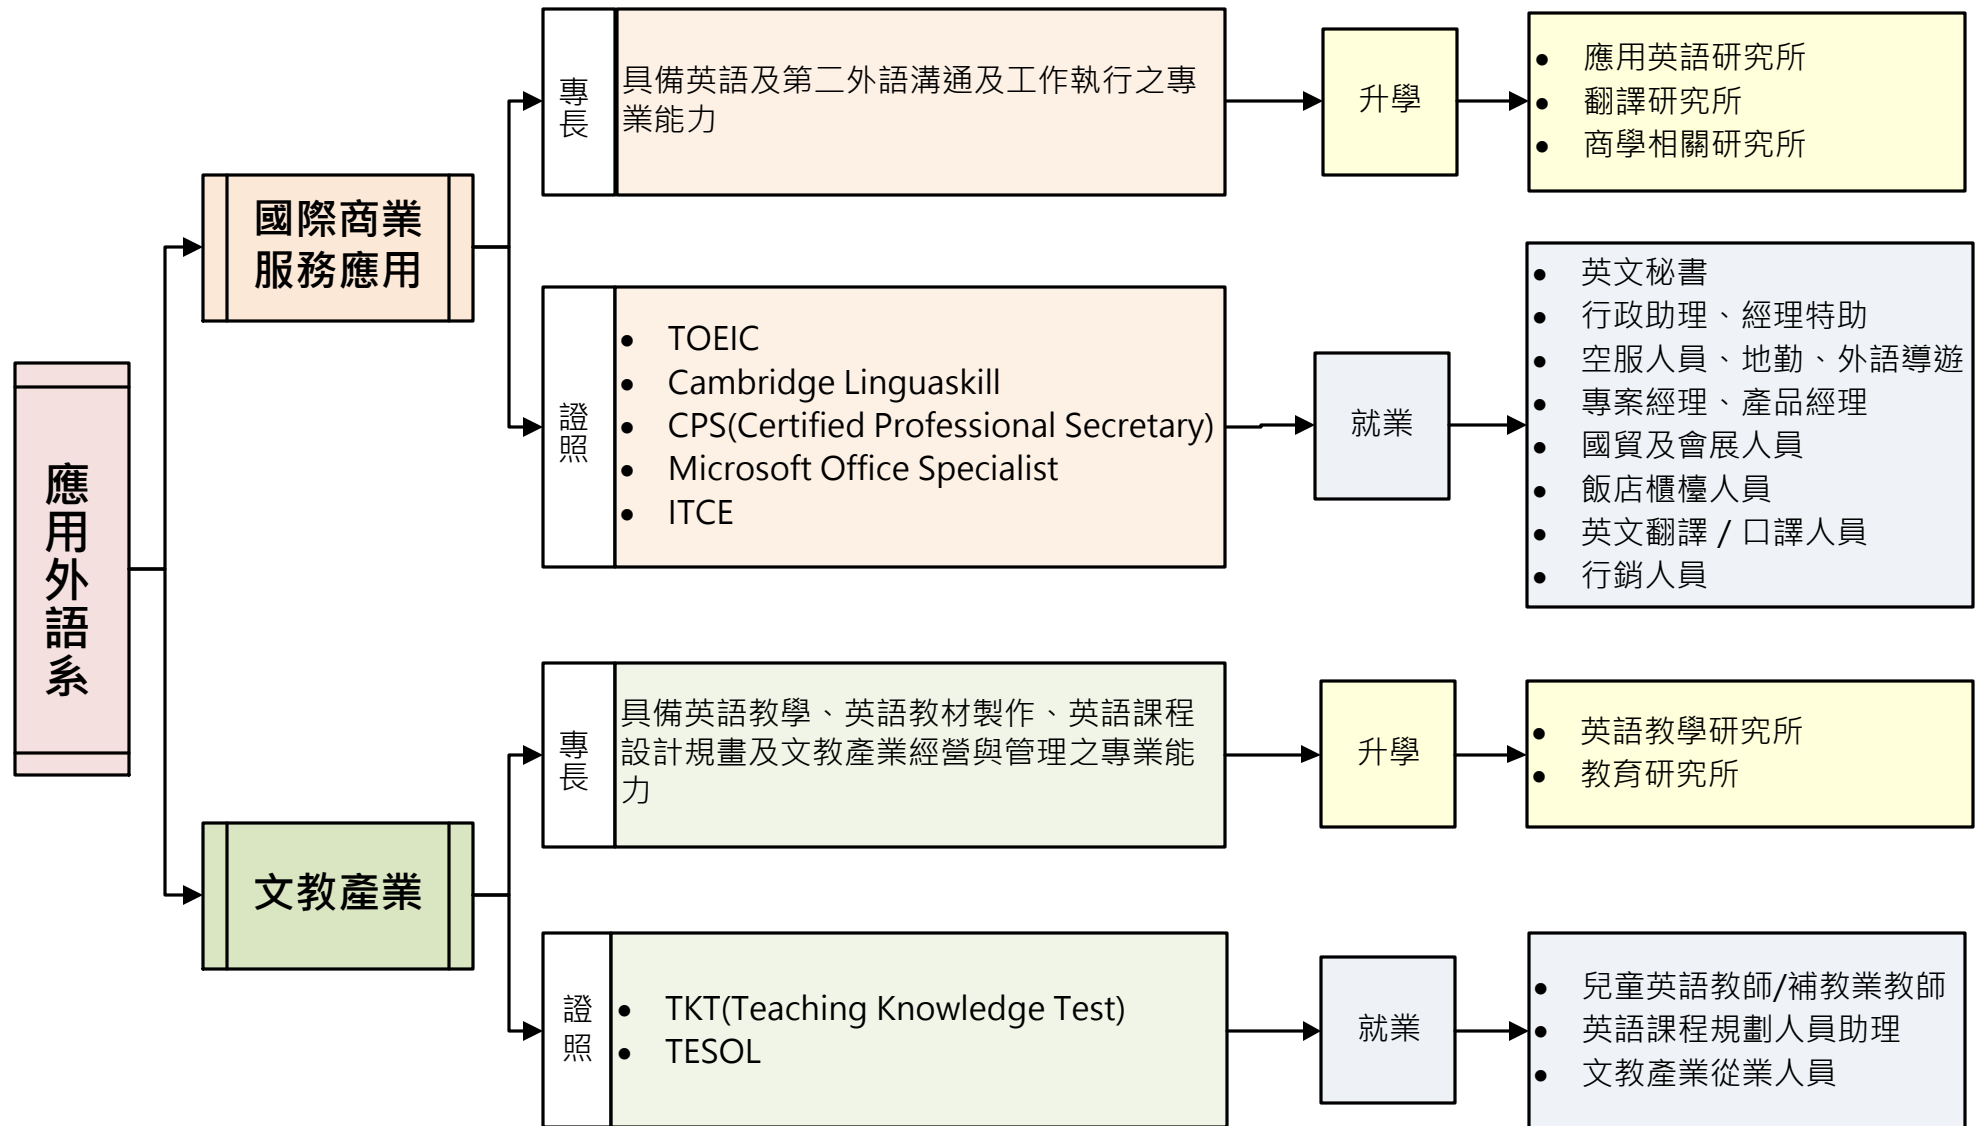 應用外語系
國際商業
服務應用
專長
具備英語及第二外語溝通及工作執行之專
業能力
升學
應用英語研究所
翻譯研究所
商學相關研究所
證照
TOEIC
Cambridge Linguaskill
CPS(Certified Professional Secretary)
Microsoft Office Specialist
ITCE
就業
英文秘書
行政助理、經理特助
空服人員、地勤、外語導遊
專案經理、產品經理
國貿及會展人員
飯店櫃檯人員
英文翻譯 / 口譯人員
行銷人員
文教產業
專長
具備英語教學、英語教材製作、英語課程
設計規畫及文教產業經營與管理之專業能
力
升學
英語教學研究所
教育研究所
證照
TKT(Teaching Knowledge Test)
TESOL
就業
兒童英語教師/補教業教師
英語課程規劃人員助理
文教產業從業人員